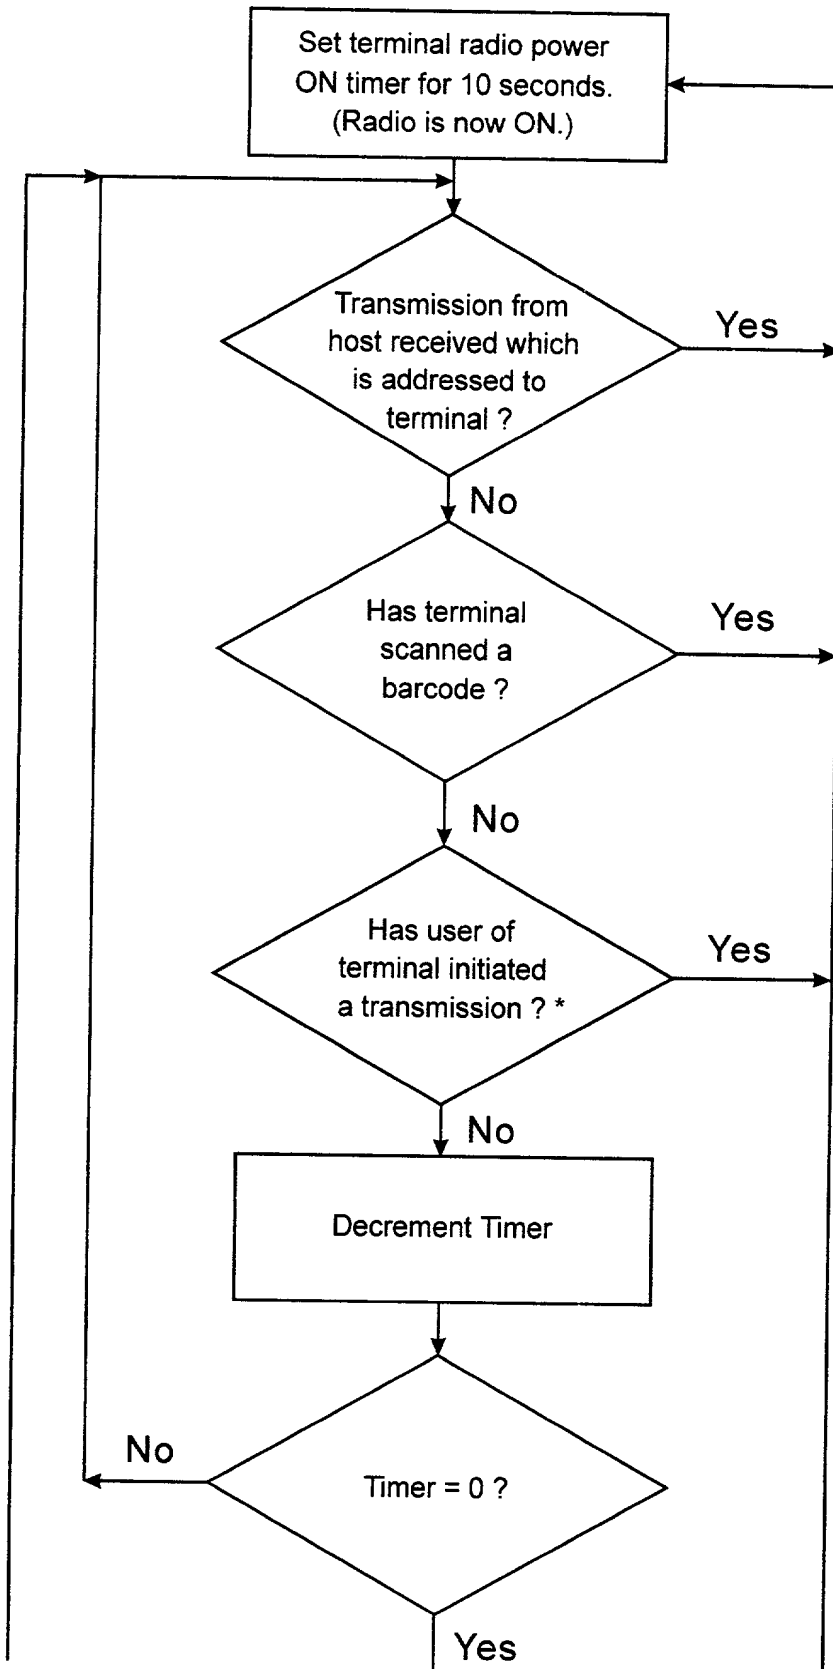 Set terminal radio power
ON timer for 10 seconds.
(Radio is now ON.)
Transmission from
host received which
is addressed to
terminal ?
Yes
No
Has terminal
scanned a
barcode ?
Yes
No
Has user of
terminal initiated
a transmission ? *
Yes
No
Decrement Timer
Timer = 0 ?
No
Yes